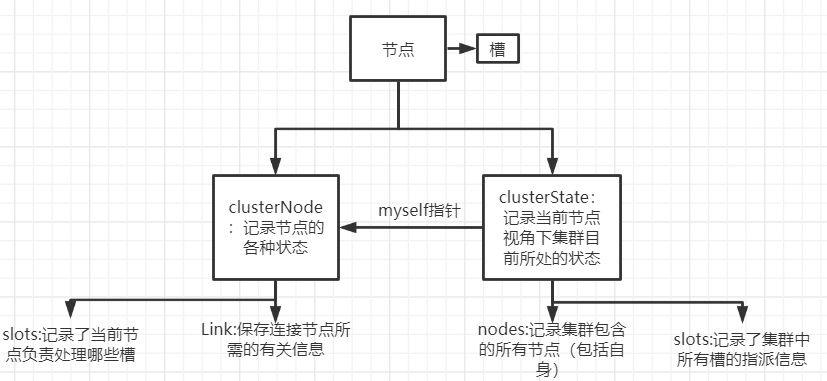 节点
槽
clusterNode
：记录节点的
各种状态
myself指针
clusterState：
记录当前节点
视角下集群目
前所处的状态
slots:记录了当前节
点负责处理哪些槽
Link:保存连接节点所
需的有关信息
nodes:记录集群包含
的所有节点（包括自
身）
slots:记录了集群中
所有槽的指派信息